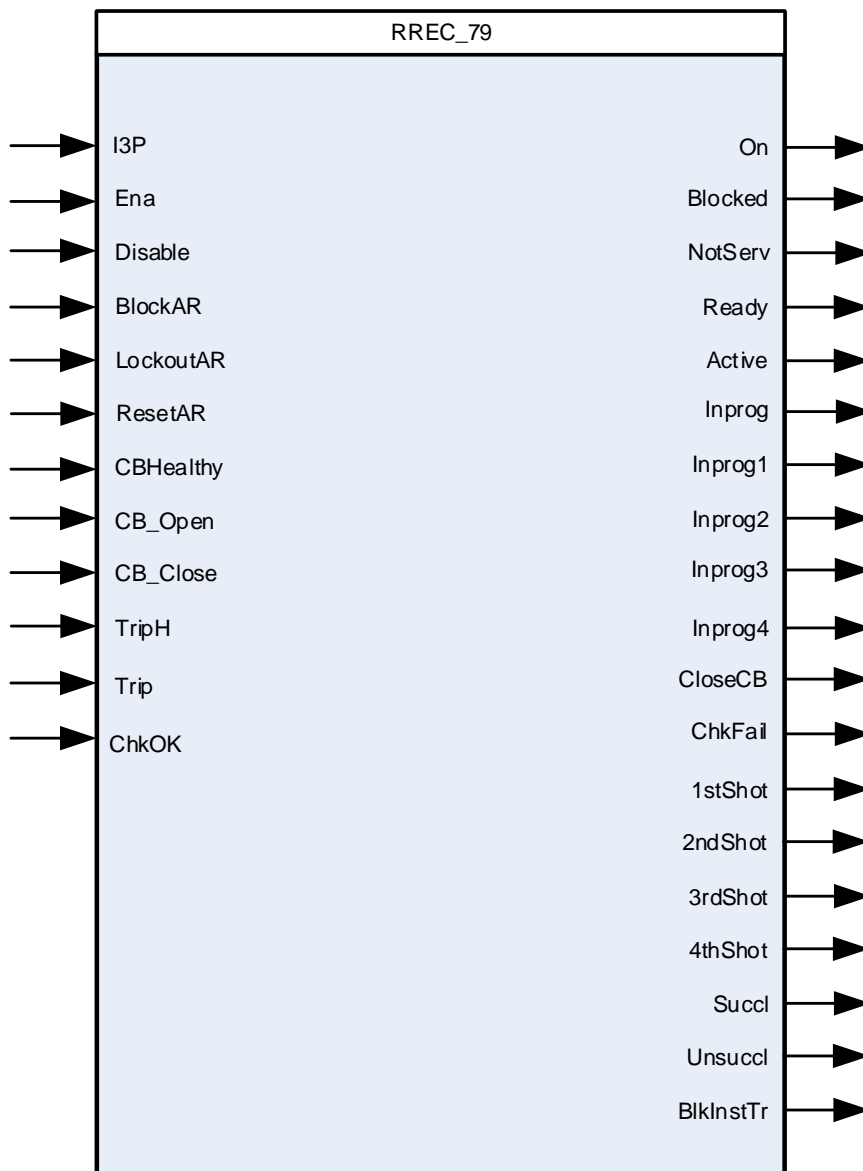 RREC_79
I3P
Ena
Disable
BlockAR
LockoutAR
ResetAR
CBHealthy
CB_Open
CB_Close
TripH
Trip
ChkOK
On
Blocked
NotServ
Ready
Active
Inprog
Inprog1
Inprog2
Inprog3
Inprog4
CloseCB
ChkFail
1stShot
2ndShot
3rdShot
4thShot
Succl
Unsuccl
BlkInstTr